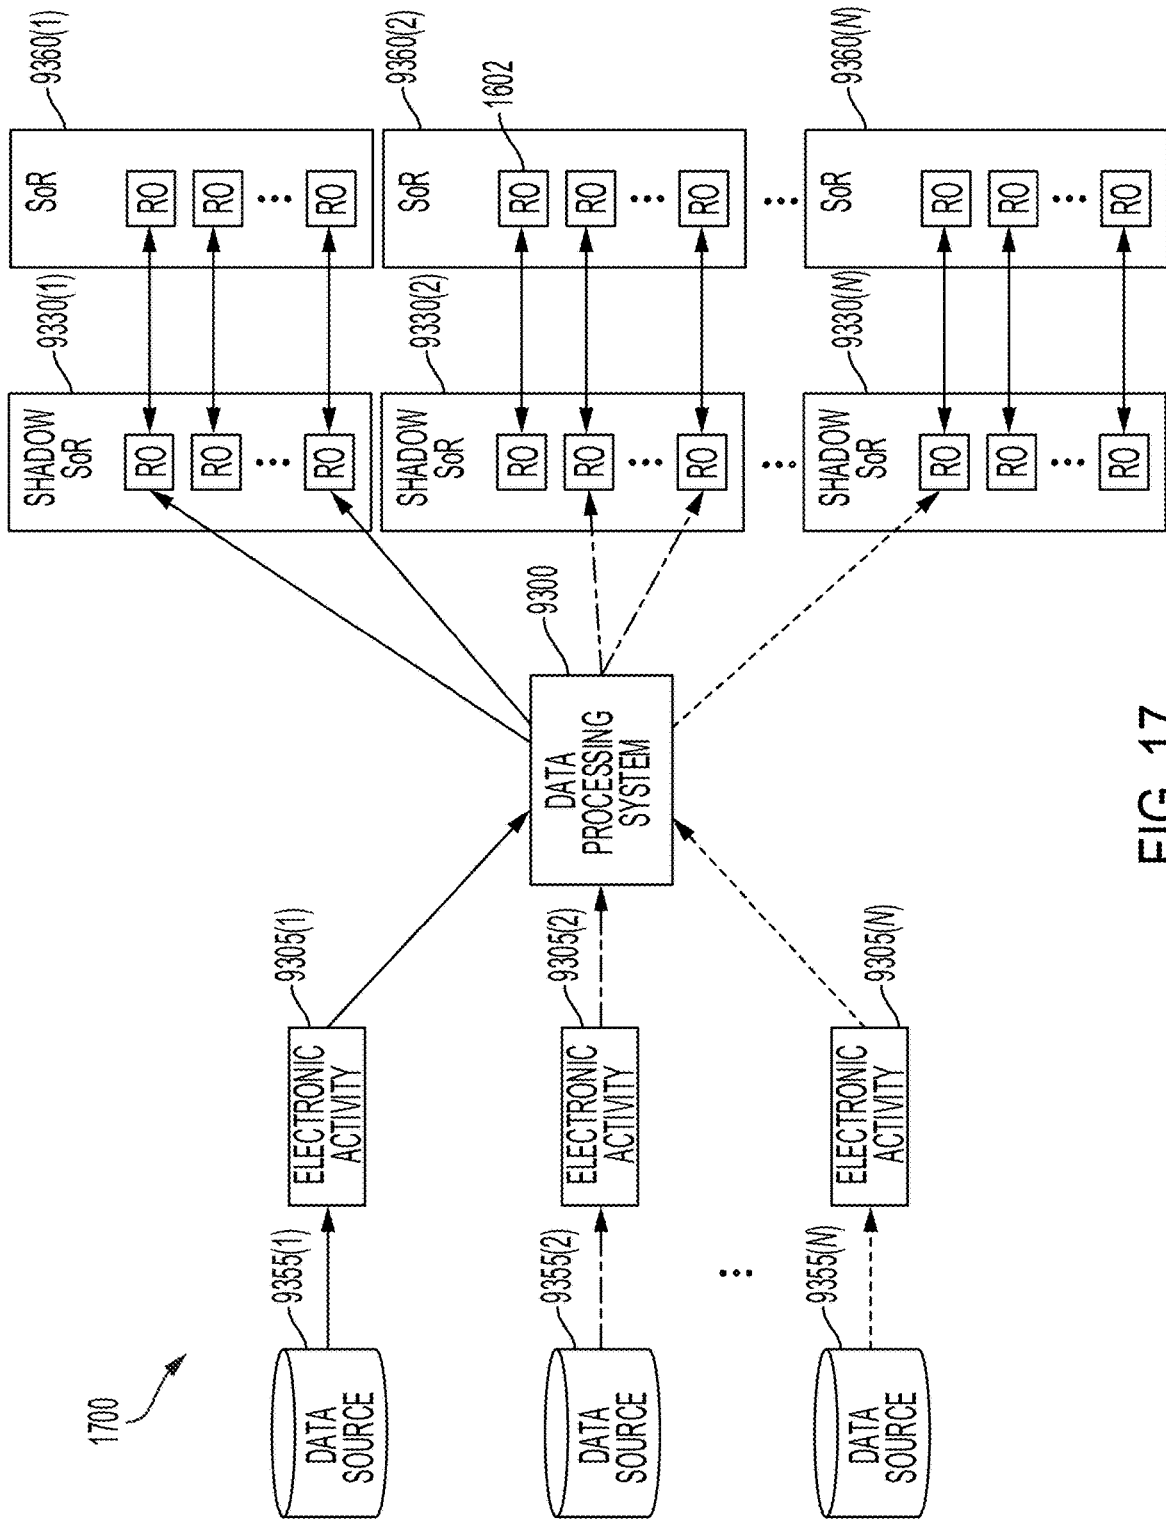 1700
9355(1)
DATA
SOURCE
9355(2)
DATA
SOURCE
9355(N)
DATA
SOURCE
9305(1)
ELECTRONIC
ACTIVITY
9305(2)
ELECTRONIC
ACTIVITY
9305(N)
ELECTRONIC
ACTIVITY
9300
DATA
PROCESSING
SYSTEM
9330(1)
SHADOW
SoR
RO
RO
RO
9330(2)
SHADOW
SoR
RO
RO
RO
9330(N)
SHADOW
SoR
RO
RO
RO
9360(1)
SoR
RO
RO
RO
9360(2)
SoR
1602
RO
RO
RO
9360(N)
SoR
RO
RO
RO
FIG. 17